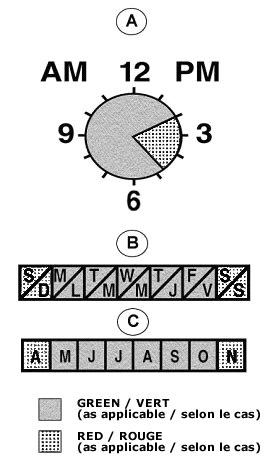 A
AM 12 PM
9 3
6
B
S/D M/L T/M W/M T/J F/V S/S
C
A M J J A S O N
GREEN / VERT
(as applicable / selon le cas)
RED / ROUGE
(as applicable / selon le cas)